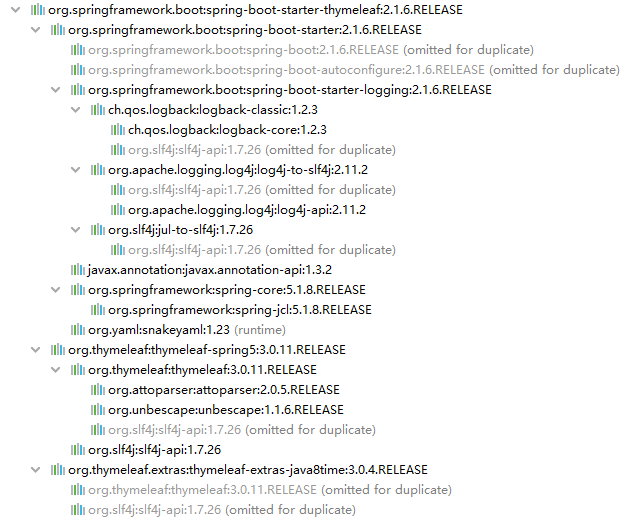 org.springframework.boot:spring-boot-starter-thymeleaf:2.1.6.RELEASE
org.springframework.boot:spring-boot-starter:2.1.6.RELEASE
org.springframework.boot:spring-boot:2.1.6.RELEASE (omitted for duplicate)
org.springframework.boot:spring-boot-autoconfigure:2.1.6.RELEASE (omitted for duplicate)
org.springframework.boot:spring-boot-starter-logging:2.1.6.RELEASE
ch.qos.logback:logback-classic:1.2.3
ch.qos.logback:logback-core:1.2.3
org.slf4j:slf4j-api:1.7.26 (omitted for duplicate)
org.apache.logging.log4j:log4j-to-slf4j:2.11.2
org.slf4j:slf4j-api:1.7.26 (omitted for duplicate)
org.apache.logging.log4j:log4j-api:2.11.2
org.slf4j:jul-to-slf4j:1.7.26
org.slf4j:slf4j-api:1.7.26 (omitted for duplicate)
javax.annotation:javax.annotation-api:1.3.2
org.springframework:spring-core:5.1.8.RELEASE
org.springframework:spring-jcl:5.1.8.RELEASE
org.yaml:snakeyaml:1.23 (runtime)
org.thymeleaf:thymeleaf-spring5:3.0.11.RELEASE
org.thymeleaf:thymeleaf:3.0.11.RELEASE
org.attoparser:attoparser:2.0.5.RELEASE
org.unbescape:unbescape:1.1.6.RELEASE
org.slf4j:slf4j-api:1.7.26 (omitted for duplicate)
org.slf4j:slf4j-api:1.7.26
org.thymeleaf.extras:thymeleaf-extras-java8time:3.0.4.RELEASE
org.thymeleaf:thymeleaf:3.0.11.RELEASE (omitted for duplicate)
org.slf4j:slf4j-api:1.7.26 (omitted for duplicate)